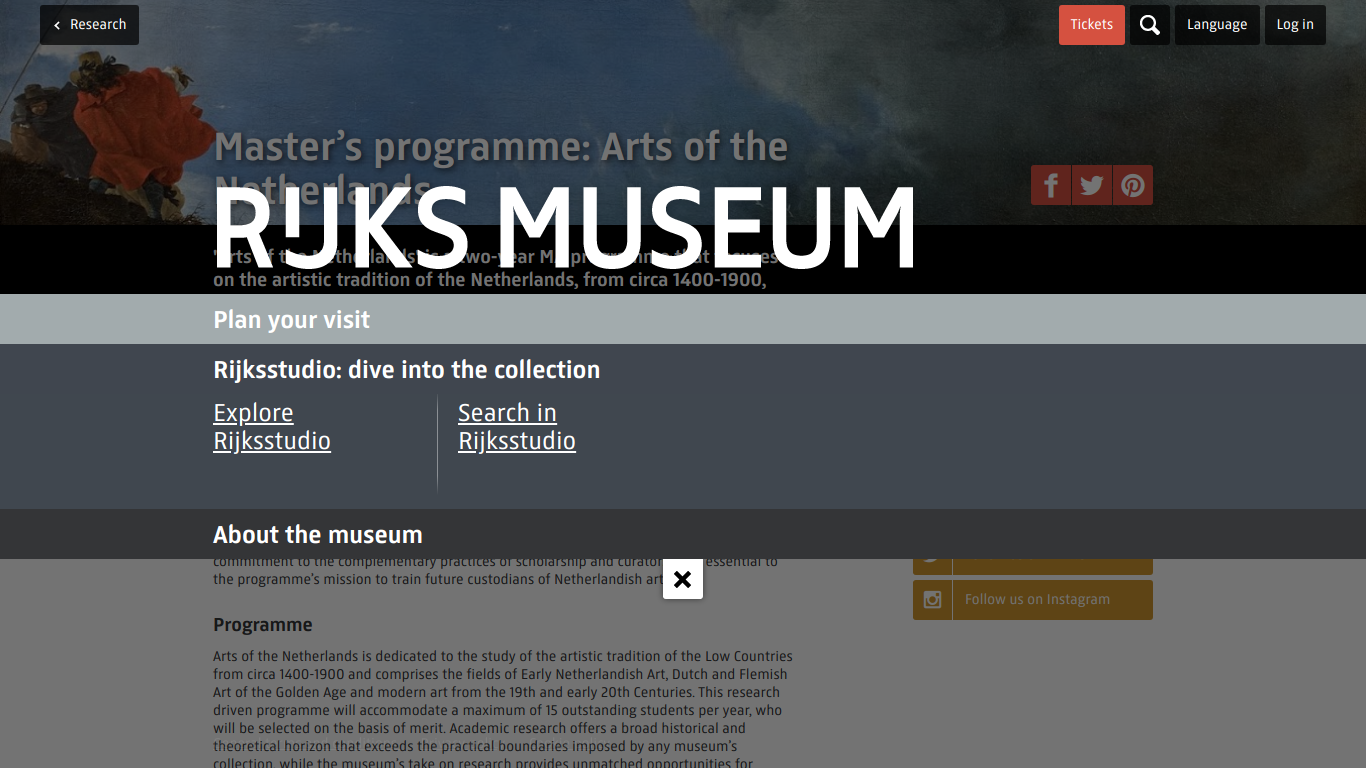 Research
Tickets
Language
Log in
Master's programme: Arts of the
Netherlands
RIJKS MUSEUM
on the artistic tradition of the Netherlands, from circa 1400-1900,
Plan your visit
Rijksstudio: dive into the collection
Explore
Rijksstudio
Search in
Rijksstudio
About the museum
commitment to the complementary practices of scholarship and essential to
the programme's mission to train future custodians of Netherlandish
Follow us on Instagram
Programme
Arts of the Netherlands is dedicated to the study of the artistic tradition of the Low Countries
from circa 1400-1900 and comprises the fields of Early Netherlandish Art, Dutch and Flemish
Art of the Golden Age and modern art from the 19th and early 20th Centuries. This research
driven programme will accommodate a maximum of 15 outstanding students per year, who
will be selected on the basis of merit. Academic research offers a broad historical and
theoretical horizon that exceeds the practical boundaries imposed by any museum's
collection, while the museum's take on research provides unmatched opportunities for